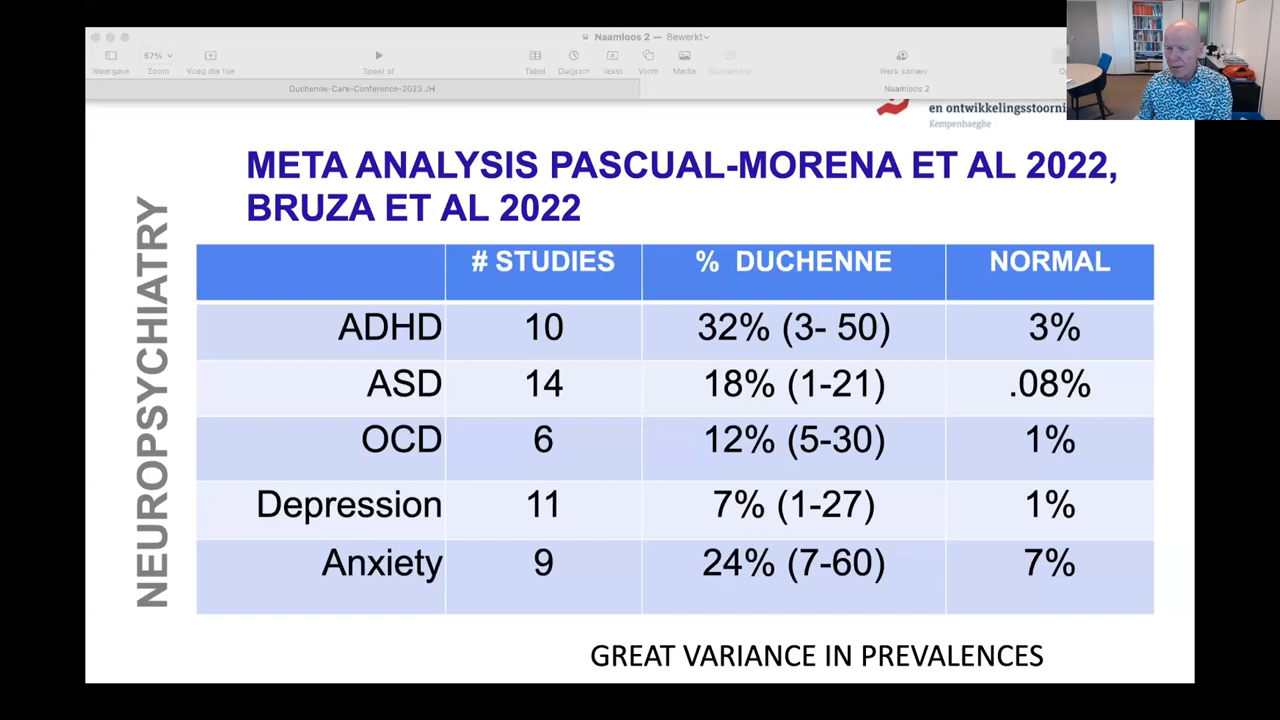 Naamloos 2 — Bewerkt
67%
Weergave Zoom Voeg dia toe Speel af Tabel Diagram Tekst Vorm Media Werk samen
Duchenne-Care-Conference-2023 JH Naamloos 2
Kempenhaeghe
META ANALYSIS PASCUAL-MORENA ET AL 2022,
BRUZA ET AL 2022
NEUROPSYCHIATRY
# STUDIES % DUCHENNE NORMAL
ADHD 10 32% (3- 50) 3%
ASD 14 18% (1-21) .08%
OCD 6 12% (5-30) 1%
Depression 11 7% (1-27) 1%
Anxiety 9 24% (7-60) 7%
GREAT VARIANCE IN PREVALENCES